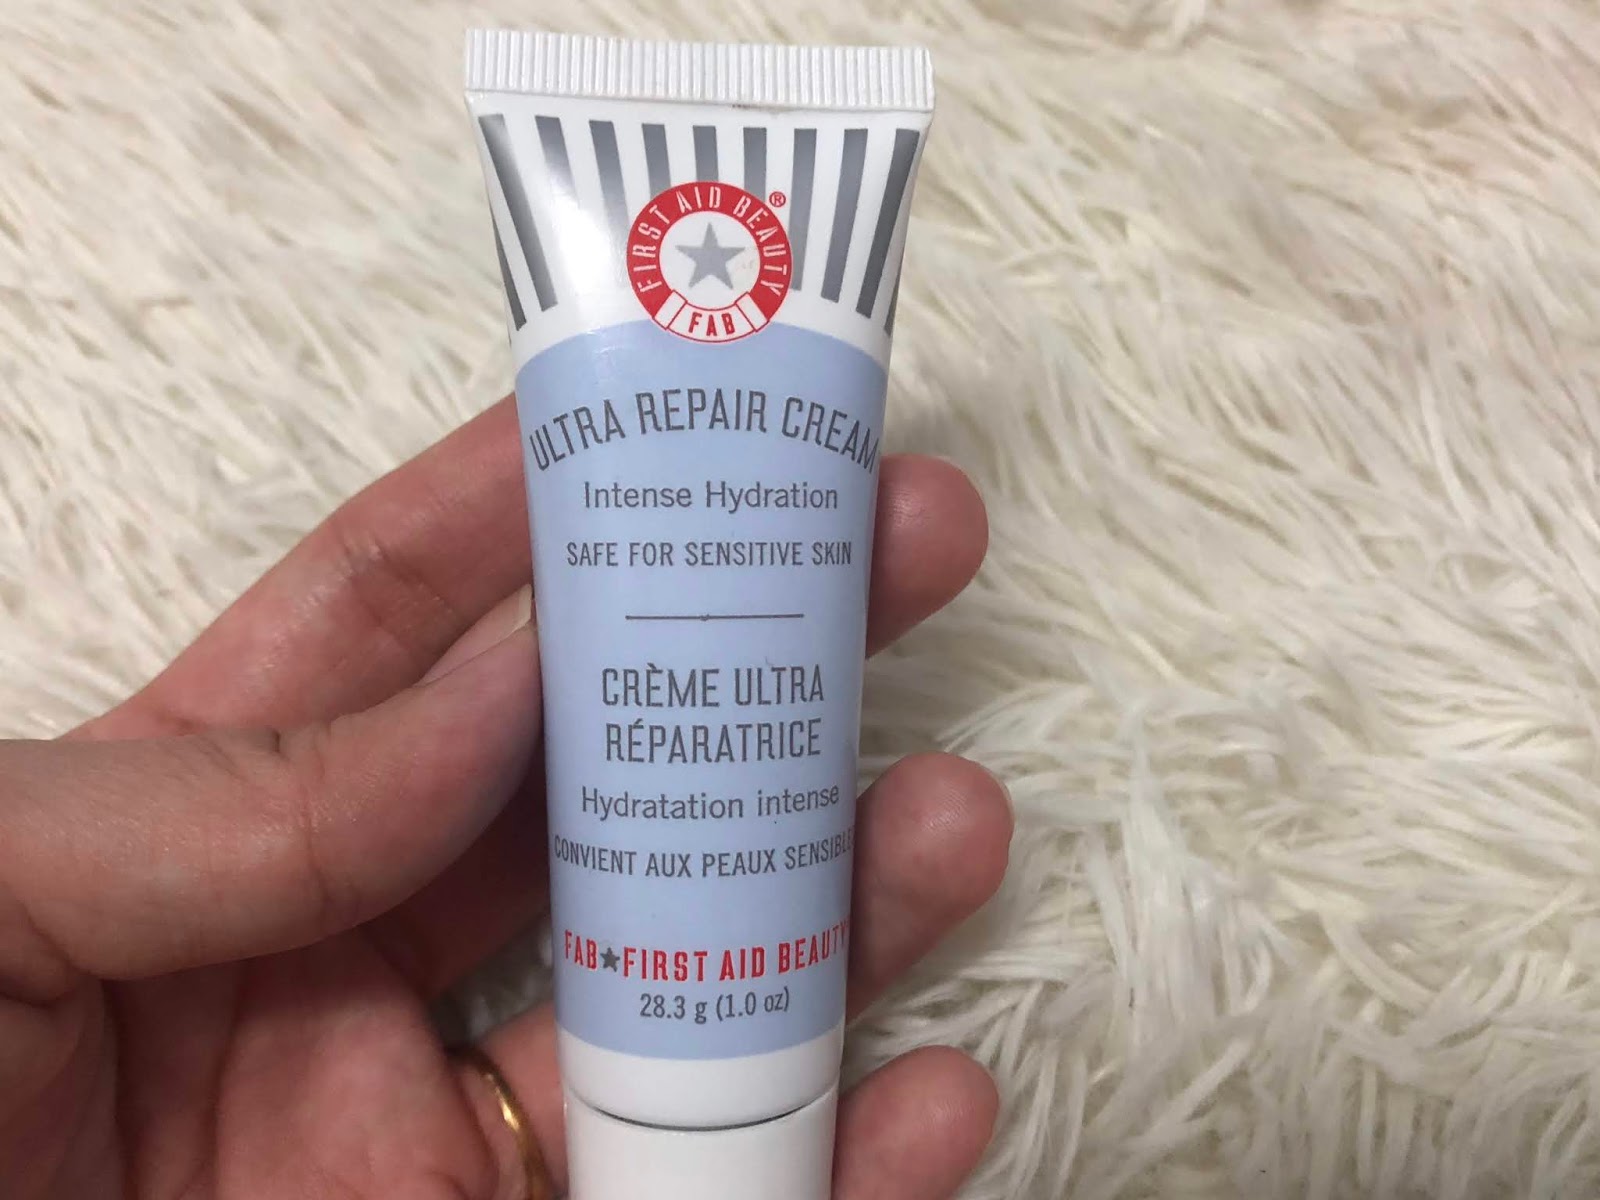 FIRST AID BEAUTY®
FAB
ULTRA REPAIR CREAM
Intense Hydration
SAFE FOR SENSITIVE SKIN
CRÈME ULTRA
RÉPARATRICE
Hydratation intense
CONVIENT AUX PEAUX SENSIBLES
FAB★FIRST AID BEAUTY
28.3 g (1.0 oz)